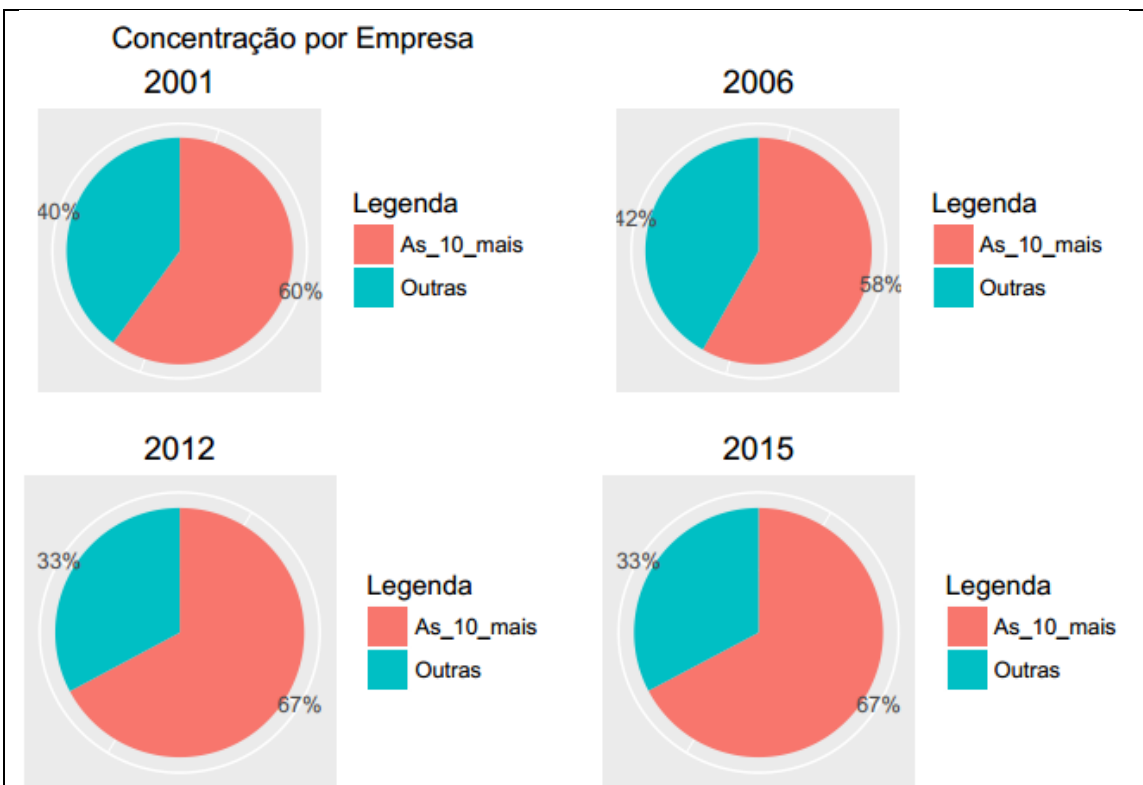 Concentração por Empresa
2001
40%
60%
Legenda
As_10_mais
Outras
2006
42%
58%
Legenda
As_10_mais
Outras
2012
33%
67%
Legenda
As_10_mais
Outras
2015
33%
67%
Legenda
As_10_mais
Outras